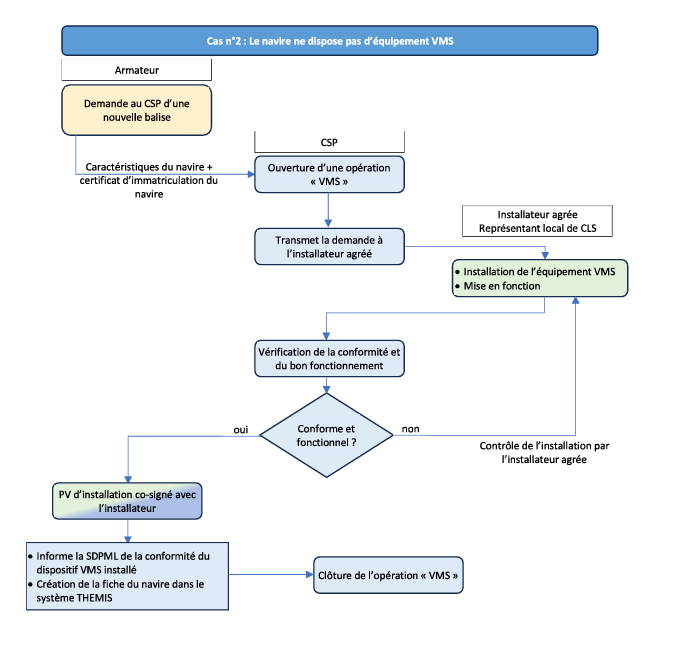 Cas n°2 : Le navire ne dispose pas d'équipement VMS
Armateur
Demande au CSP d'une
nouvelle balise
CSP
Caractéristiques du navire +
certificat d'immatriculation du
navire
Ouverture d'une opération
« VMS »
Installateur agréée
Représentant local de CLS
Transmet la demande à
l'installateur agréé
• Installation de l'équipement VMS
• Mise en fonction
Vérification de la conformité et
du bon fonctionnement
oui
Conforme et
fonctionnel ?
non
Contrôle de l'installation par
l'installateur agréee
PV d'installation co-signé avec
l'installateur
• Informe la SDPML de la conformité du
dispositif VMS installé
• Création de la fiche du navire dans le
système THEMIS
Clôture de l'opération « VMS »